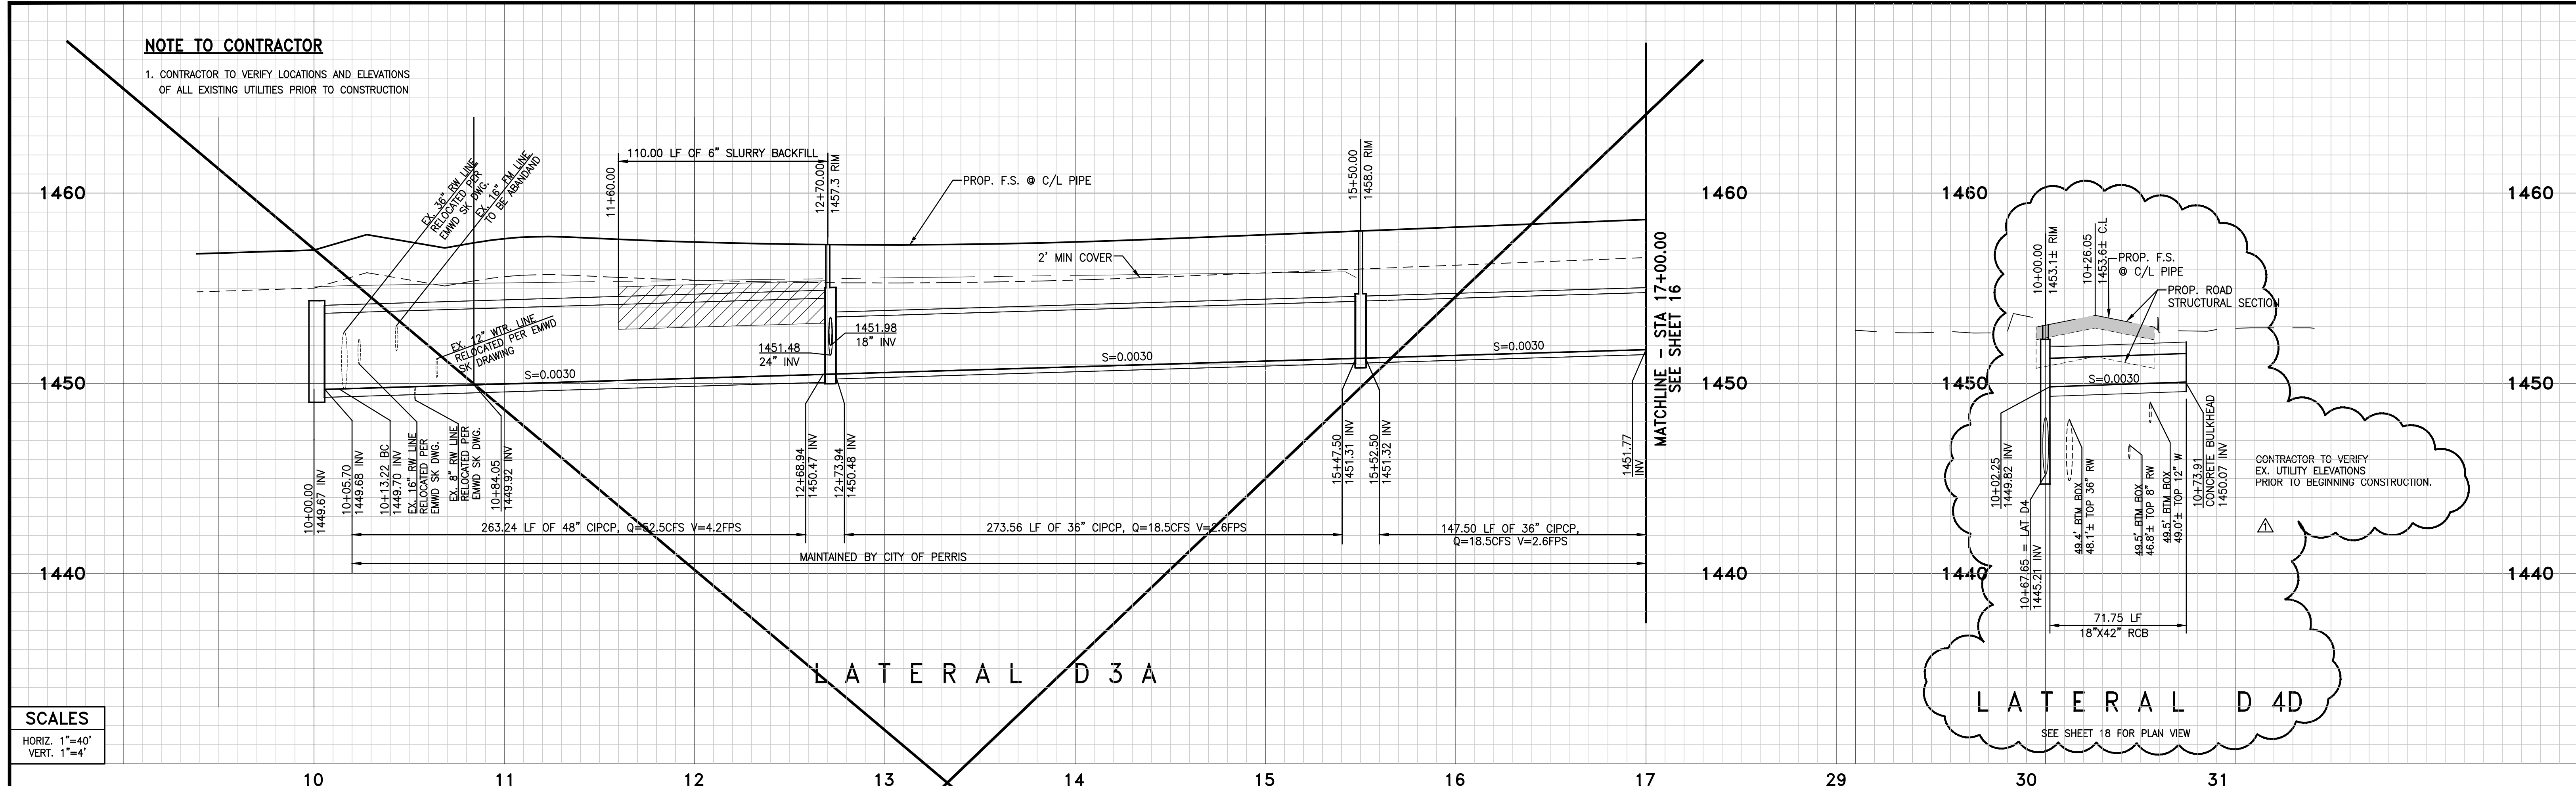 NOTE TO CONTRACTOR
1. CONTRACTOR TO VERIFY LOCATIONS AND ELEVATIONS
OF ALL EXISTING UTILITIES PRIOR TO CONSTRUCTION
EX. 36" RW LINE
RELOCATED PER
EMWD SK DWG.
EX. 16" FM LINE
TO BE ABANDAND
110.00 LF OF 6" SLURRY BACKFILL
11+60.00
12+70.00
1457.3 RIM
PROP. F.S. @ C/L PIPE
15+50.00
1458.0 RIM
2' MIN COVER
1460
1450
1440
EX. 12" WTR. LINE
RELOCATED PER EMWD
SK DRAWING
S=0.0030
1451.48
24" INV
1451.98
18" INV
S=0.0030
S=0.0030
MATCHLINE - STA 17+00.00
SEE SHEET 16
10+00.00
1449.67 INV
10+05.70
1449.68 INV
10+13.22 BC
1449.70 INV
EX. 16" RW LINE
RELOCATED PER
EMWD SK DWG.
EX. 8" RW LINE
RELOCATED PER
EMWD SK DWG.
10+84.05
1449.92 INV
12+68.94
1450.47 INV
12+73.94
1450.48 INV
15+47.50
1451.31 INV
15+52.50
1451.32 INV
1451.77
INV
263.24 LF OF 48" CIPCP, Q=52.5CFS V=4.2FPS
273.56 LF OF 36" CIPCP, Q=18.5CFS V=2.6FPS
147.50 LF OF 36" CIPCP,
Q=18.5CFS V=2.6FPS
MAINTAINED BY CITY OF PERRIS
LATERAL D3A
1460
1450
1440
1460
1450
1440
10+00.00
1453.1± RIM
10+26.05
1453.6± C.L
PROP. F.S.
@ C/L PIPE
PROP. ROAD
STRUCTURAL SECTION
S=0.0030
10+02.25
1449.82 INV
10+67.65 = LAT D4
1445.21 INV
49.4' BTM BOX
48.1'± TOP 36" RW
49.5' BTM BOX
46.8'± TOP 8" RW
49.5' BTM BOX
49.0'± TOP 12" W
10+73.91
CONCRETE BULKHEAD
1450.07 INV
CONTRACTOR TO VERIFY
EX. UTILITY ELEVATIONS
PRIOR TO BEGINNING CONSTRUCTION.
1
71.75 LF
18"X42" RCB
LATERAL D 4D
SEE SHEET 18 FOR PLAN VIEW
1460
1450
1440
SCALES
HORIZ. 1"=40'
VERT. 1"=4'
10 11 12 13 14 15 16 17 29 30 31